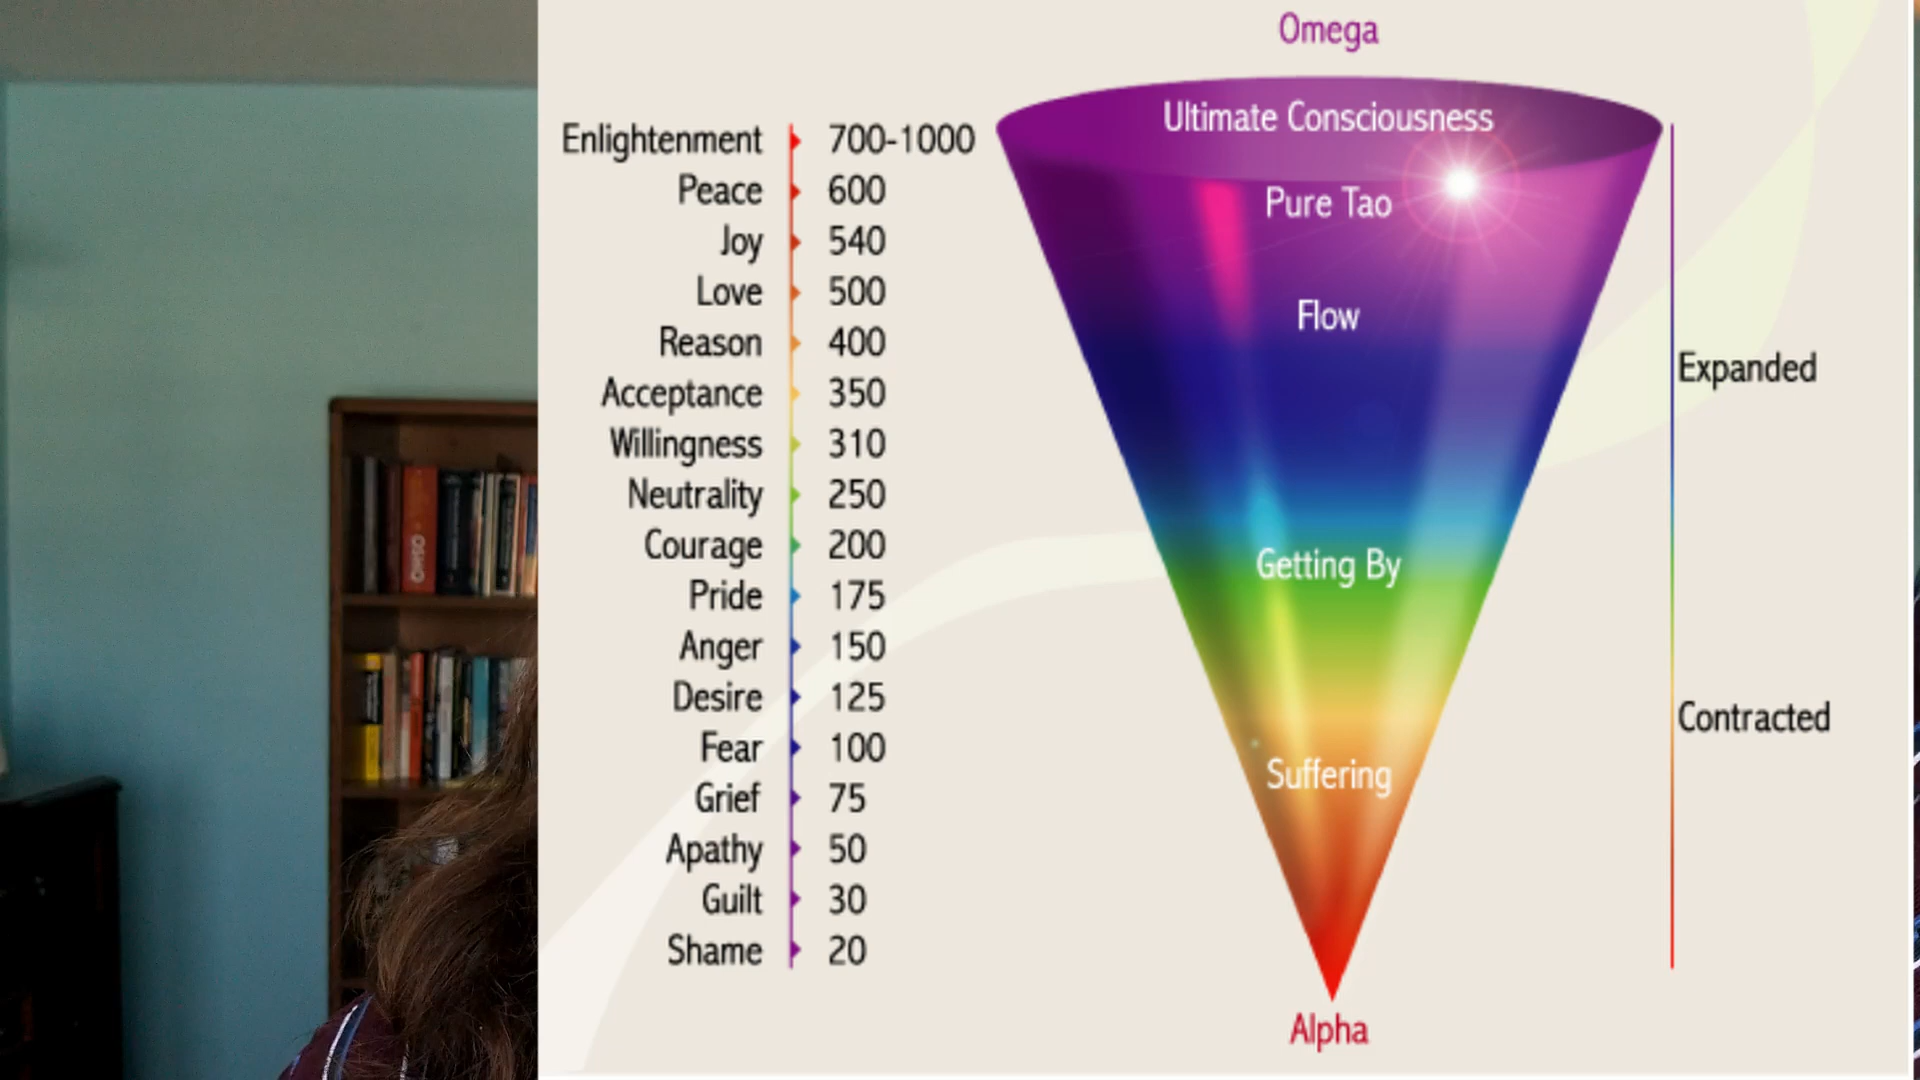 Omega
Enlightenment 700-1000
Peace 600
Joy 540
Love 500
Reason 400
Acceptance 350
Willingness 310
Neutrality 250
Courage 200
Pride 175
Anger 150
Desire 125
Fear 100
Grief 75
Apathy 50
Guilt 30
Shame 20
Ultimate Consciousness
Pure Tao
Flow
Getting By
Suffering
Expanded
Contracted
Alpha
OSHO